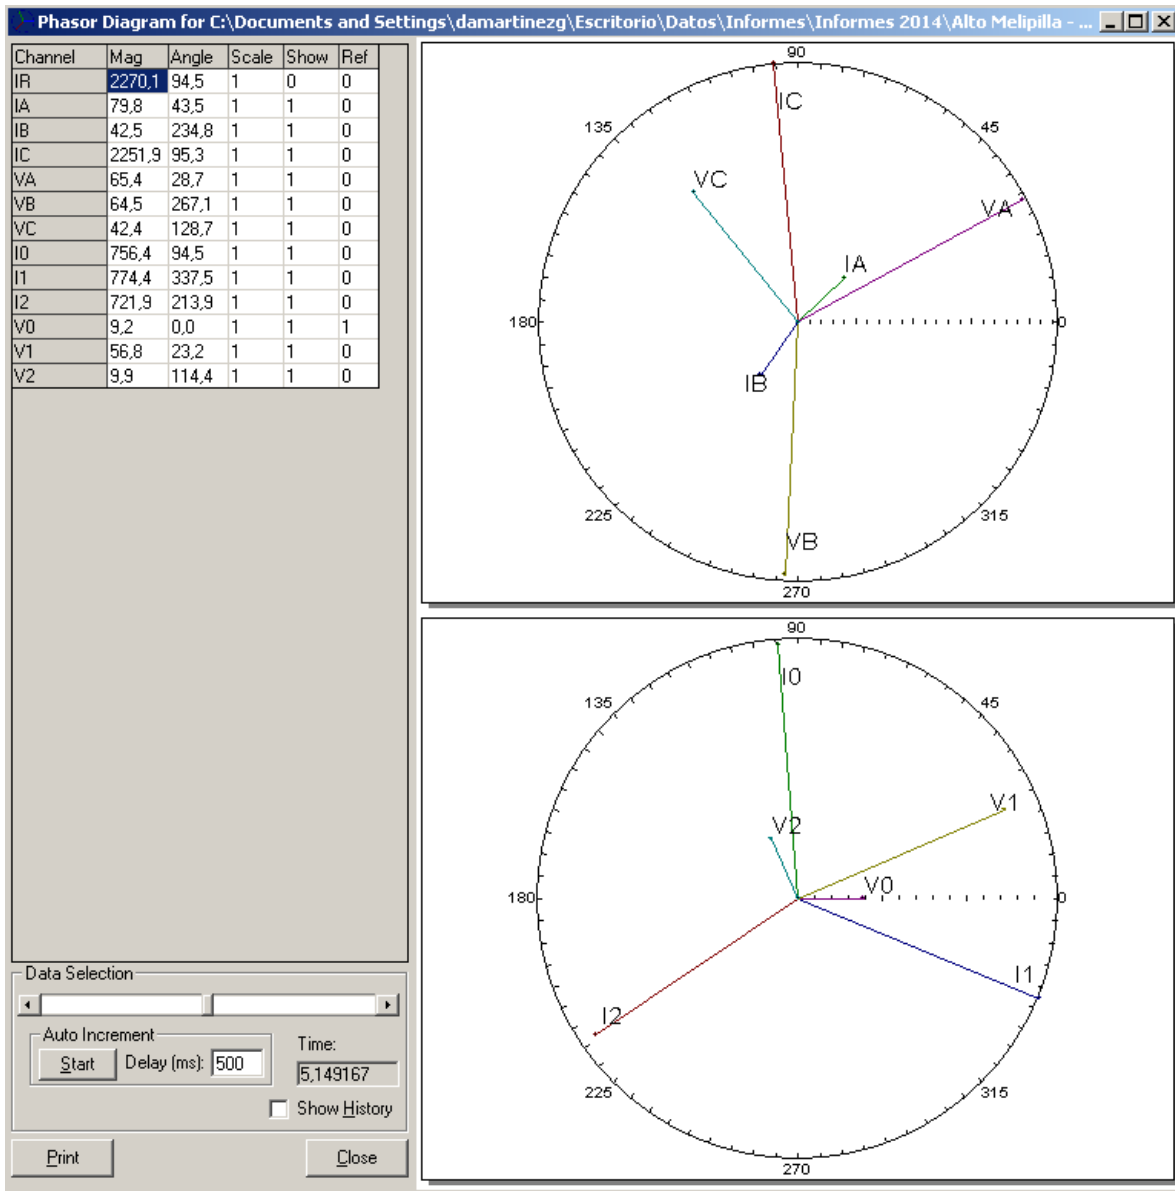 Phasor Diagram for C:\Documents and Settings\damartinezg\Escritorio\Datos\Informes\Informes 2014\Alto Melipilla - ...
Channel Mag Angle Scale Show Ref
IR 2270,1 94,5 1 0 0
IA 79,8 43,5 1 1 0
IB 42,5 234,8 1 1 0
IC 2251,9 95,3 1 1 0
VA 65,4 28,7 1 1 0
VB 64,5 267,1 1 1 0
VC 42,4 128,7 1 1 0
I0 756,4 94,5 1 1 0
I1 774,4 337,5 1 1 0
I2 721,9 213,9 1 1 0
V0 9,2 0,0 1 1 1
V1 56,8 23,2 1 1 0
V2 9,9 114,4 1 1 0
90
IC
135 45
VC
VA
IA
180 0
IB
225 315
VB
270
90
I0
135 45
V1
V2
V0
180 0
I1
I2
225 315
270
Data Selection
Auto Increment
Start Delay (ms): 500
Time:
5,149167
Show History
Print Close